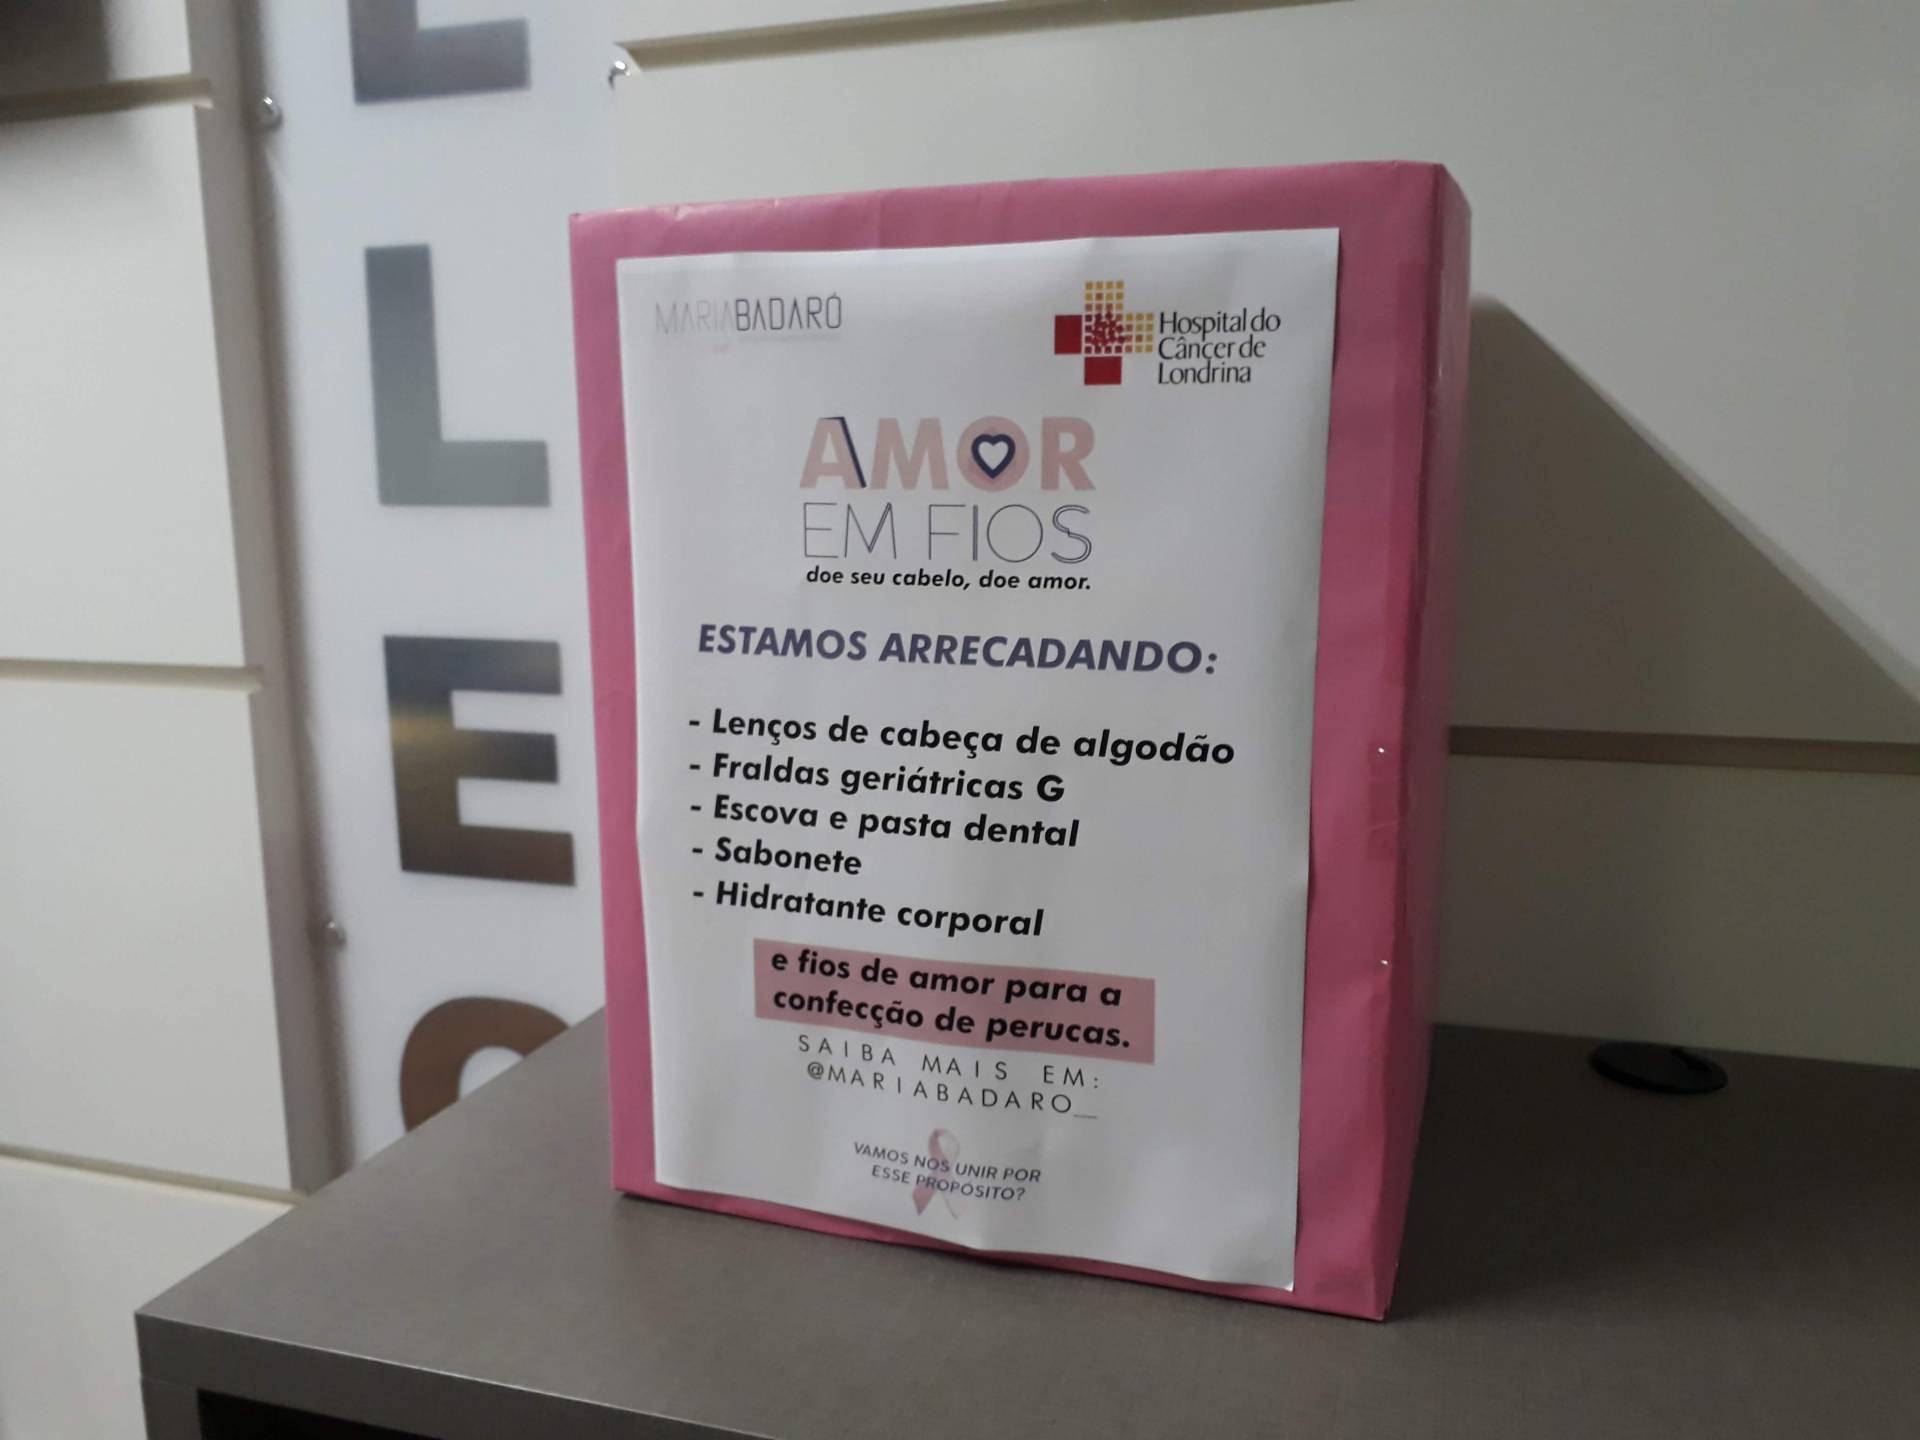 L
L
E
MARIABADARÓ
Hospital do
Câncer de
Londrina
AMOR
EM FIOS
doe seu cabelo, doe amor.
ESTAMOS ARRECADANDO:
- Lenços de cabeça de algodão
- Fraldas geriátricas G
- Escova e pasta dental
- Sabonete
- Hidratante corporal
e fios de amor para a
confecção de perucas.
SAIBA MAIS EM:
@MARIABADARO__
VAMOS NOS UNIR POR
ESSE PROPÓSITO?